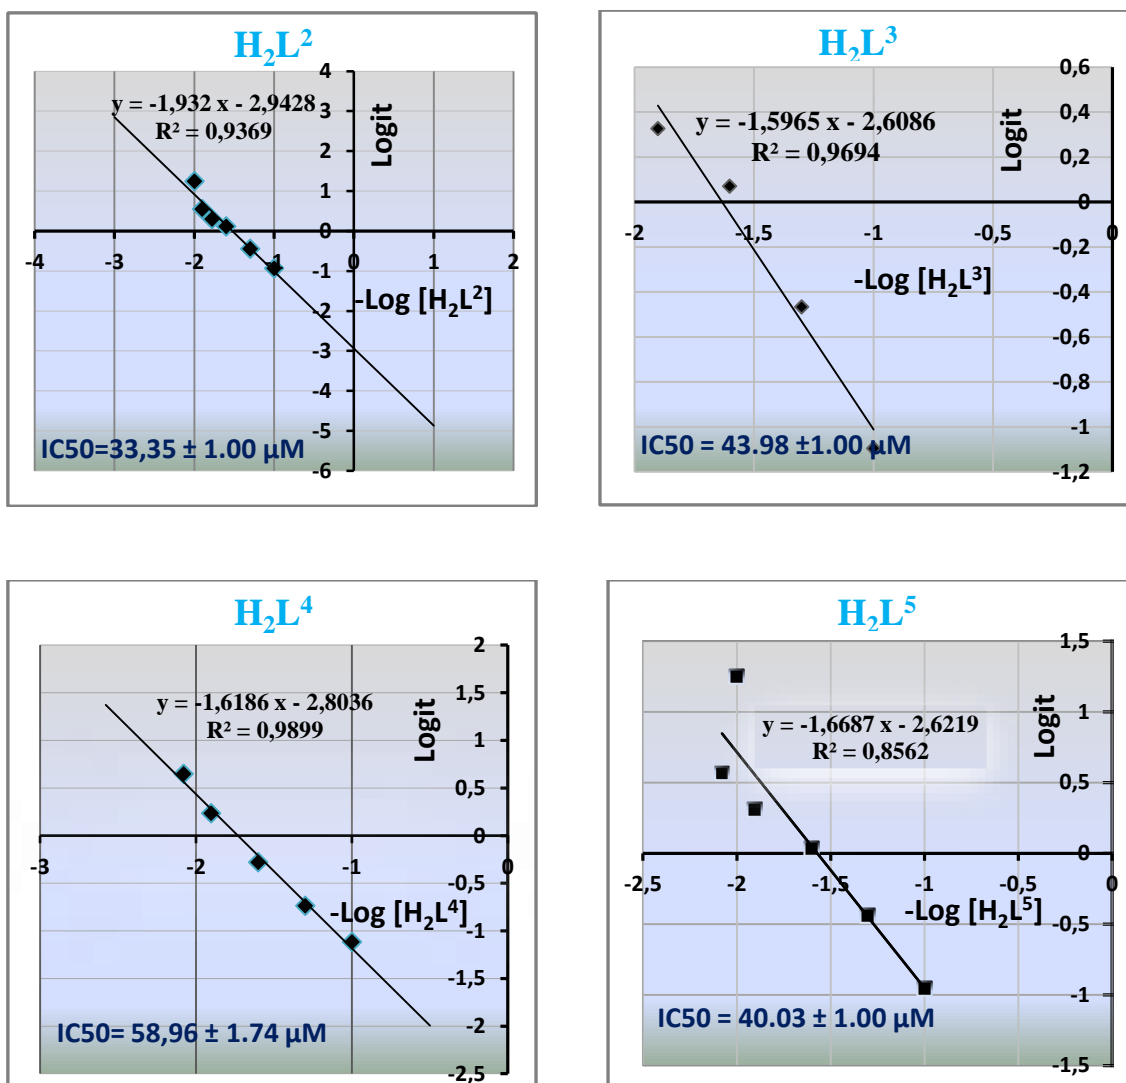 H₂L²
4
3
2
1
0
-1
-2
-3
-4
-5
-6
-4
-3
-2
-1
0
1
2
y = -1,932 x - 2,9428
R² = 0,9369
Logit
-Log [H₂L²]
IC50=33,35 ± 1.00 µM
H₂L³
0,6
0,4
0,2
0
-0,2
-0,4
-0,6
-0,8
-1
-1,2
-2
-1,5
-1
-0,5
0
y = -1,5965 x - 2,6086
R² = 0,9694
Logit
-Log [H₂L³]
IC50 = 43.98 ±1.00 µM
H₂L⁴
2
1,5
1
0,5
0
-0,5
-1
-1,5
-2
-2,5
-3
-2
-1
0
y = -1,6186 x - 2,8036
R² = 0,9899
Logit
-Log [H₂L⁴]
IC50= 58,96 ± 1.74 µM
H₂L⁵
1,5
1
0,5
0
-0,5
-1
-1,5
-2,5
-2
-1,5
-1
-0,5
0
y = -1,6687 x - 2,6219
R² = 0,8562
Logit
-Log [H₂L⁵]
IC50 = 40.03 ± 1.00 µM